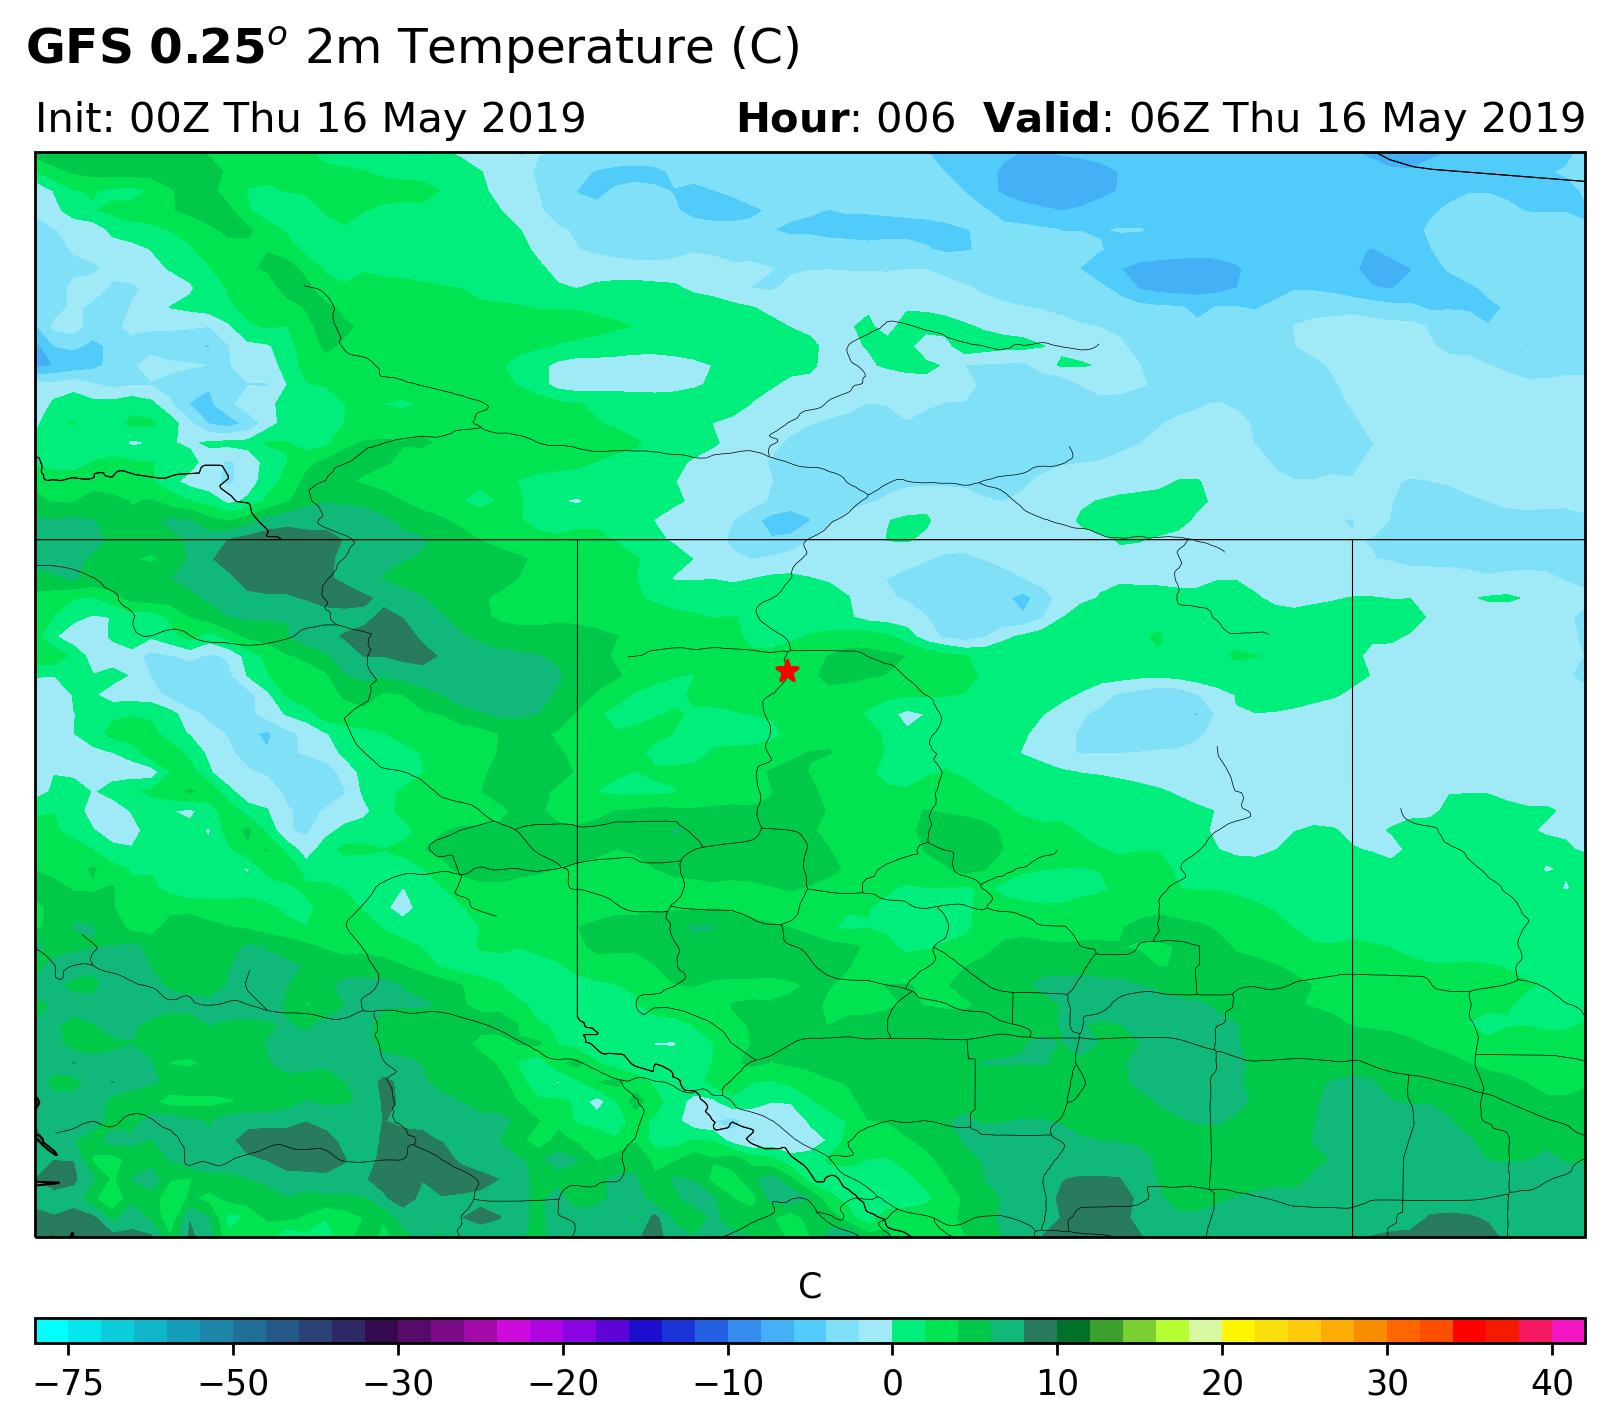 GFS 0.25º 2m Temperature (C)
Init: 00Z Thu 16 May 2019 Hour: 006 Valid: 06Z Thu 16 May 2019
C
−75 −50 −30 −20 −10 0 10 20 30 40